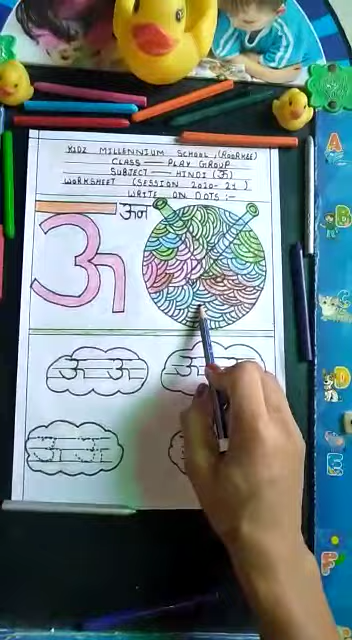 KIDZ MILLENNIUM SCHOOL, (ROORKEE)
CLASS — PLAY GROUP
SUBJECT — HINDI (ऊ)
WORKSHEET (SESSION 2020-21)
WRITE ON DOTS :-
ऊ ऊन
A
E
F